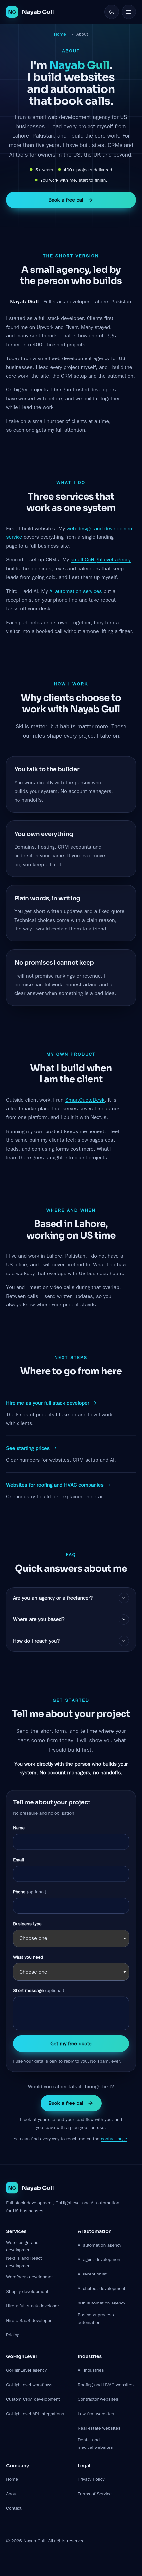 NG Nayab Gull
Home / About
ABOUT
I'm Nayab Gull.
I build websites
and automation
that book calls.
I run a small web development agency for US
businesses. I lead every project myself from
Lahore, Pakistan, and I build the core work. For
more than five years, I have built sites, CRMs and
AI tools for owners in the US, the UK and beyond.
5+ years
400+ projects delivered
You work with me, start to finish.
Book a free call →
THE SHORT VERSION
A small agency, led by
the person who builds
Nayab Gull Full-stack developer, Lahore, Pakistan.
I started as a full-stack developer. Clients first
found me on Upwork and Fiverr. Many stayed,
and many sent friends. That is how one-off gigs
turned into 400+ finished projects.
Today I run a small web development agency for US
businesses. I lead every project myself, and I build the
core work: the site, the CRM setup and the automation.
On bigger projects, I bring in trusted developers I
have worked with before, and we build it together
while I lead the work.
I take on a small number of clients at a time,
so each one gets my full attention.
WHAT I DO
Three services that
work as one system
First, I build websites. My web design and development
service covers everything from a single landing
page to a full business site.
Second, I set up CRMs. My small GoHighLevel agency
builds the pipelines, texts and calendars that keep
leads from going cold, and I set them up myself.
Third, I add AI. My AI automation services put a
receptionist on your phone line and take repeat
tasks off your desk.
Each part helps on its own. Together, they turn a
visitor into a booked call without anyone lifting a finger.
HOW I WORK
Why clients choose to
work with Nayab Gull
Skills matter, but habits matter more. These
four rules shape every project I take on.
You talk to the builder
You work directly with the person who
builds your site. No account managers,
no handoffs.
You own everything
Domains, hosting, CRM accounts and
code sit in your name. If you ever move
on, you keep all of it.
Plain words, in writing
You get short written updates and a fixed quote.
Technical choices come with a plain reason,
the way I would explain them to a friend.
No promises I cannot keep
I will not promise rankings or revenue. I
promise careful work, honest advice and a
clear answer when something is a bad idea.
MY OWN PRODUCT
What I build when
I am the client
Outside client work, I run SmartQuoteDesk. It is
a lead marketplace that serves several industries
from one platform, and I built it with Next.js.
Running my own product keeps me honest. I feel
the same pain my clients feel: slow pages lose
leads, and confusing forms cost more. What I
learn there goes straight into client projects.
WHERE AND WHEN
Based in Lahore,
working on US time
I live and work in Lahore, Pakistan. I do not have a
US office, and I will never pretend to. What I do have
is a workday that overlaps with US business hours.
You and I meet on video calls during that overlap.
Between calls, I send written updates, so you
always know where your project stands.
NEXT STEPS
Where to go from here
Hire me as your full stack developer →
The kinds of projects I take on and how I work
with clients.
See starting prices →
Clear numbers for websites, CRM setup and AI.
Websites for roofing and HVAC companies →
One industry I build for, explained in detail.
FAQ
Quick answers about me
Are you an agency or a freelancer?
Where are you based?
How do I reach you?
GET STARTED
Tell me about your project
Send the short form, and tell me where your
leads come from today. I will show you what
I would build first.
You work directly with the person who builds your
system. No account managers, no handoffs.
Tell me about your project
No pressure and no obligation.
Name
Email
Phone (optional)
Business type
Choose one
What you need
Choose one
Short message (optional)
Get my free quote
I use your details only to reply to you. No spam, ever.
Would you rather talk it through first?
Book a free call →
I look at your site and your lead flow with you, and
you leave with a plan you can use.
You can find every way to reach me on the contact page.
NG Nayab Gull
Full-stack development, GoHighLevel and AI automation
for US businesses.
Services
Web design and
development
Next.js and React
development
WordPress development
Shopify development
Hire a full stack developer
Hire a SaaS developer
Pricing
AI automation
AI automation agency
AI agent development
AI receptionist
AI chatbot development
n8n automation agency
Business process
automation
GoHighLevel
GoHighLevel agency
GoHighLevel workflows
Custom CRM development
GoHighLevel API integrations
Industries
All industries
Roofing and HVAC websites
Contractor websites
Law firm websites
Real estate websites
Dental and
medical websites
Company
Home
About
Contact
Legal
Privacy Policy
Terms of Service
© 2026 Nayab Gull. All rights reserved.